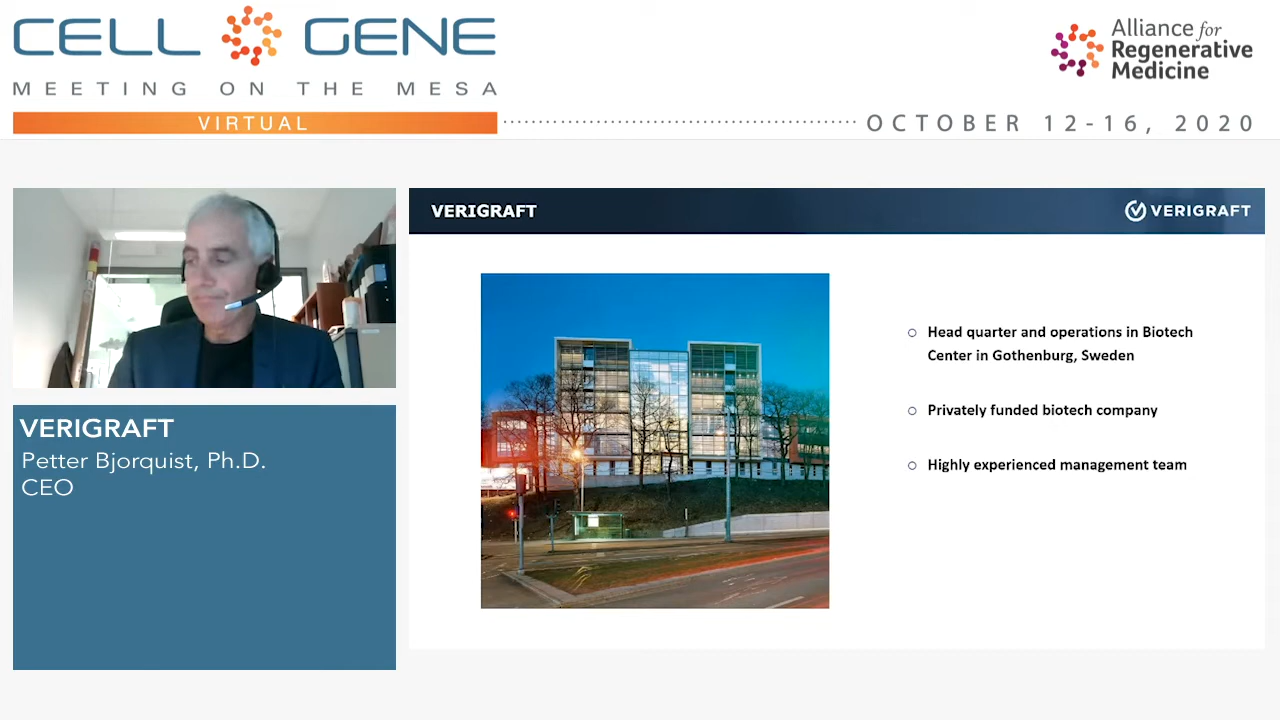 CELL GENE
MEETING ON THE MESA
VIRTUAL
Alliance for
Regenerative
Medicine
OCTOBER 12-16, 2020
VERIGRAFT
VERIGRAFT
Head quarter and operations in Biotech
Center in Gothenburg, Sweden
Privately funded biotech company
Highly experienced management team
VERIGRAFT
Petter Bjorquist, Ph.D.
CEO